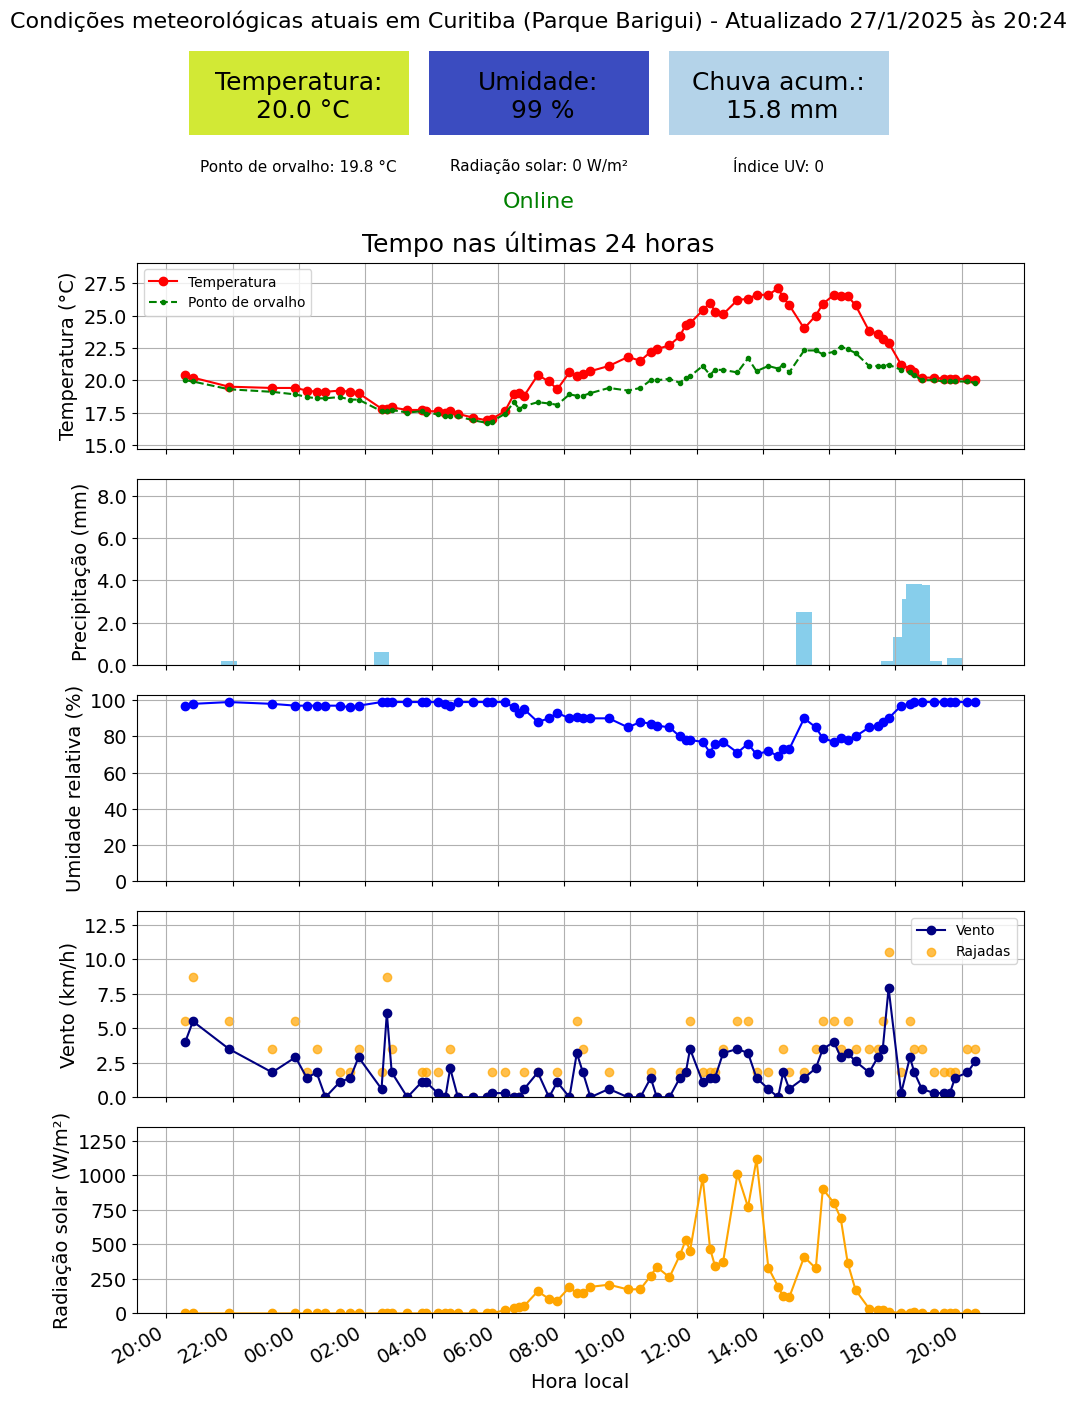 Condições meteorológicas atuais em Curitiba (Parque Barigui) - Atualizado 27/1/2025 às 20:24
Temperatura:
20.0 °C
Umidade:
99 %
Chuva acum.:
15.8 mm
Ponto de orvalho: 19.8 °C
Radiação solar: 0 W/m²
Índice UV: 0
Online
Tempo nas últimas 24 horas
Temperatura (°C)
27.5
25.0
22.5
20.0
17.5
15.0
Temperatura
Ponto de orvalho
Precipitação (mm)
8.0
6.0
4.0
2.0
0.0
Umidade relativa (%)
100
80
60
40
20
0
Vento (km/h)
12.5
10.0
7.5
5.0
2.5
0.0
Vento
Rajadas
Radiação solar (W/m²)
1250
1000
750
500
250
0
20:00
22:00
00:00
02:00
04:00
06:00
08:00
10:00
12:00
14:00
16:00
18:00
20:00
Hora local